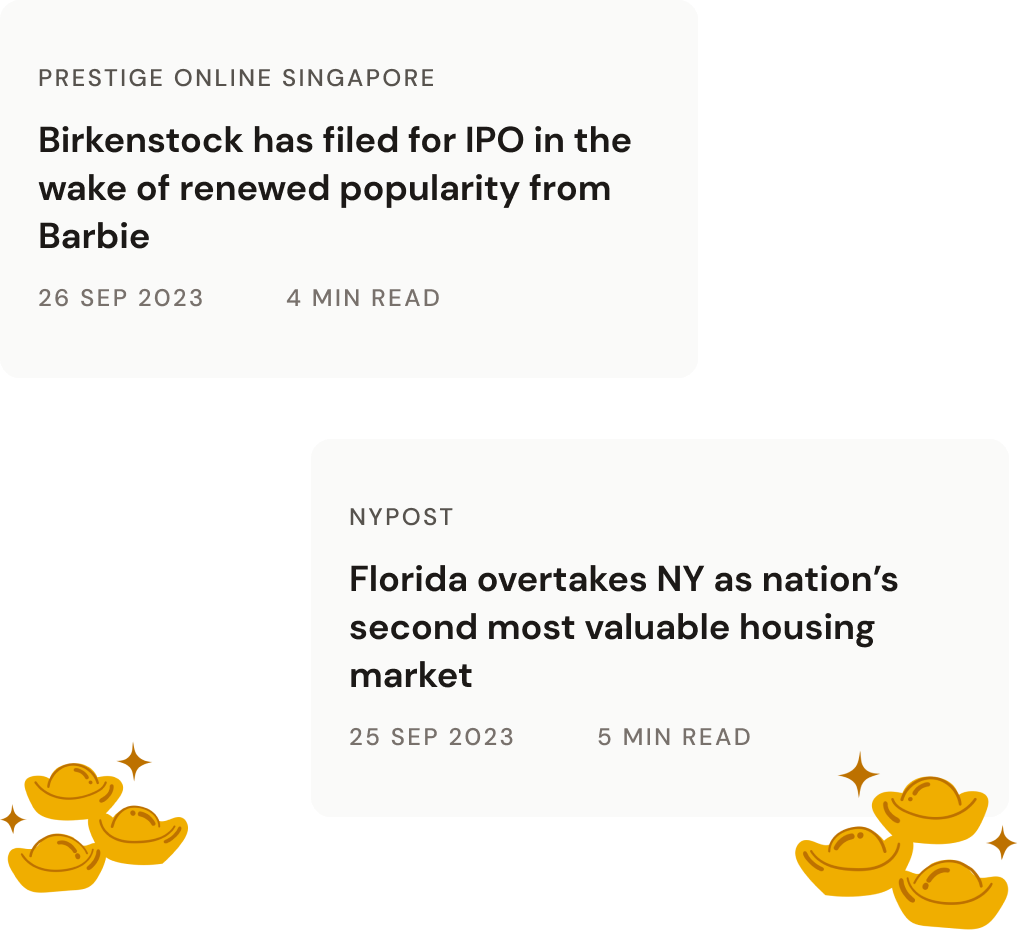 PRESTIGE ONLINE SINGAPORE
Birkenstock has filed for IPO in the
wake of renewed popularity from
Barbie
26 SEP 2023 4 MIN READ
NYPOST
Florida overtakes NY as nation’s
second most valuable housing
market
25 SEP 2023 5 MIN READ